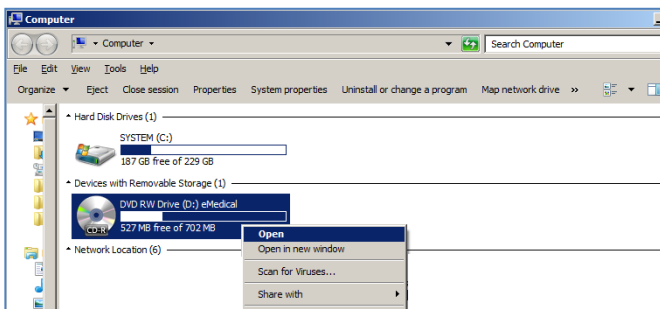 Computer
Computer
Search Computer
File Edit View Tools Help
Organize Eject Close session Properties System properties Uninstall or change a program Map network drive »
Hard Disk Drives (1)
SYSTEM (C:)
187 GB free of 229 GB
Devices with Removable Storage (1)
DVD RW Drive (D:) eMedical
CD-R
527 MB free of 702 MB
Open
Open in new window
Network Location (6)
Scan for Viruses...
Share with